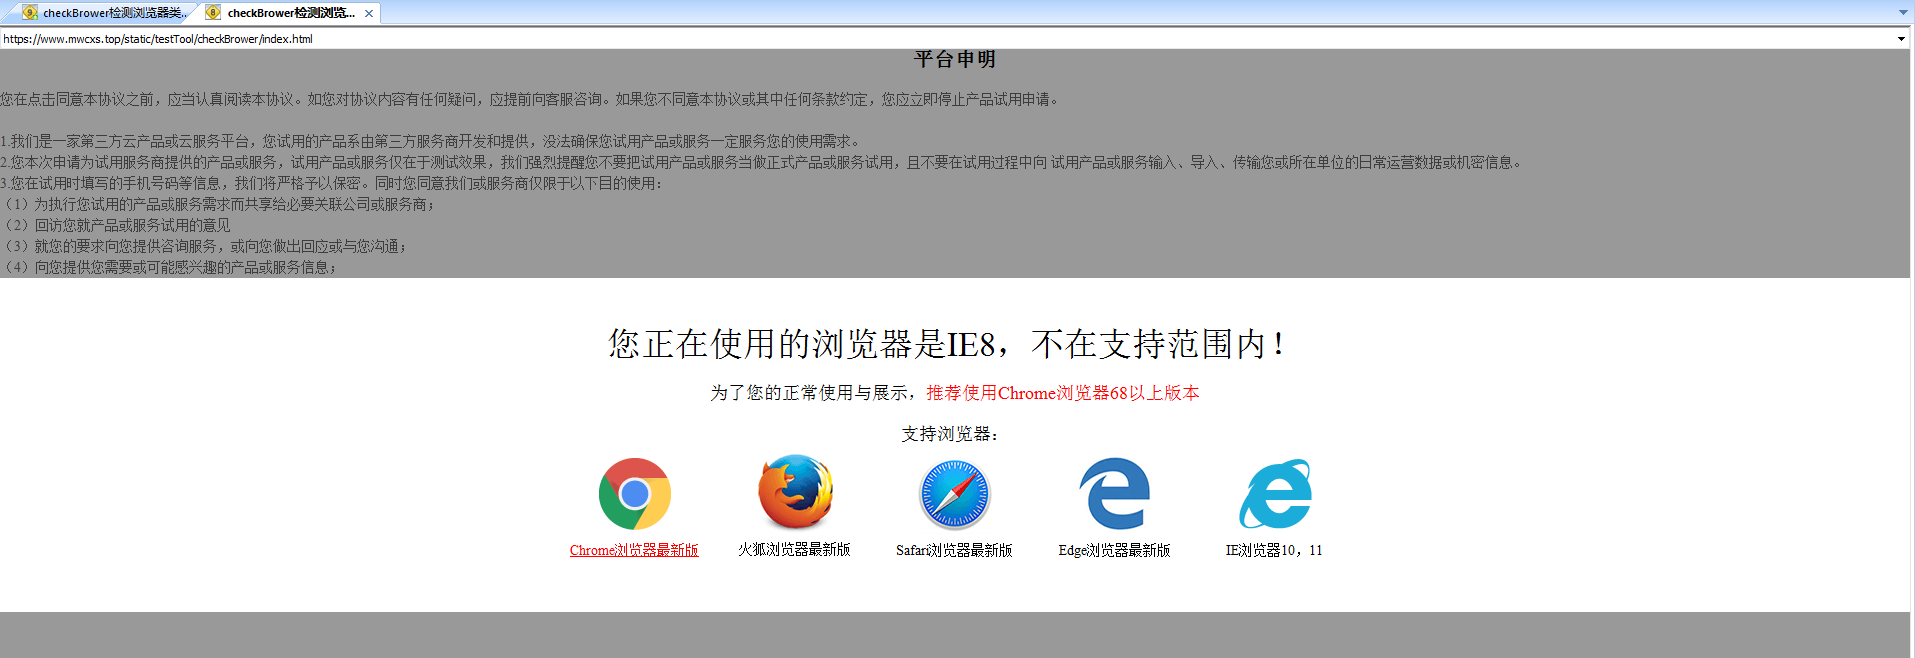 checkBrower检测浏览器类..
checkBrower检测浏览...
https://www.mwcxs.top/static/testTool/checkBrower/index.html
平台申明
您在点击同意本协议之前，应当认真阅读本协议。如您对协议内容有任何疑问，应提前向客服咨询。如果您不同意本协议或其中任何条款约定，您应立即停止产品试用申请。
1.我们是一家第三方云产品或云服务平台，您试用的产品系由第三方服务商开发和提供，没法确保您试用产品或服务一定服务您的使用需求。
2.您本次申请为试用服务商提供的产品或服务，试用产品或服务仅在于测试效果，我们强烈提醒您不要把试用产品或服务当做正式产品或服务试用，且不要在试用过程中向 试用产品或服务输入、导入、传输您或所在单位的日常运营数据或机密信息。
3.您在试用时填写的手机号码等信息，我们将严格予以保密。同时您同意我们或服务商仅限于以下目的使用：
（1）为执行您试用的产品或服务需求而共享给必要关联公司或服务商；
（2）回访您就产品或服务试用的意见
（3）就您的要求向您提供咨询服务，或向您做出回应或与您沟通；
（4）向您提供您需要或可能感兴趣的产品或服务信息；
您正在使用的浏览器是IE8，不在支持范围内！
为了您的正常使用与展示，推荐使用Chrome浏览器68以上版本
支持浏览器：
Chrome浏览器最新版
火狐浏览器最新版
Safari浏览器最新版
Edge浏览器最新版
IE浏览器10，11